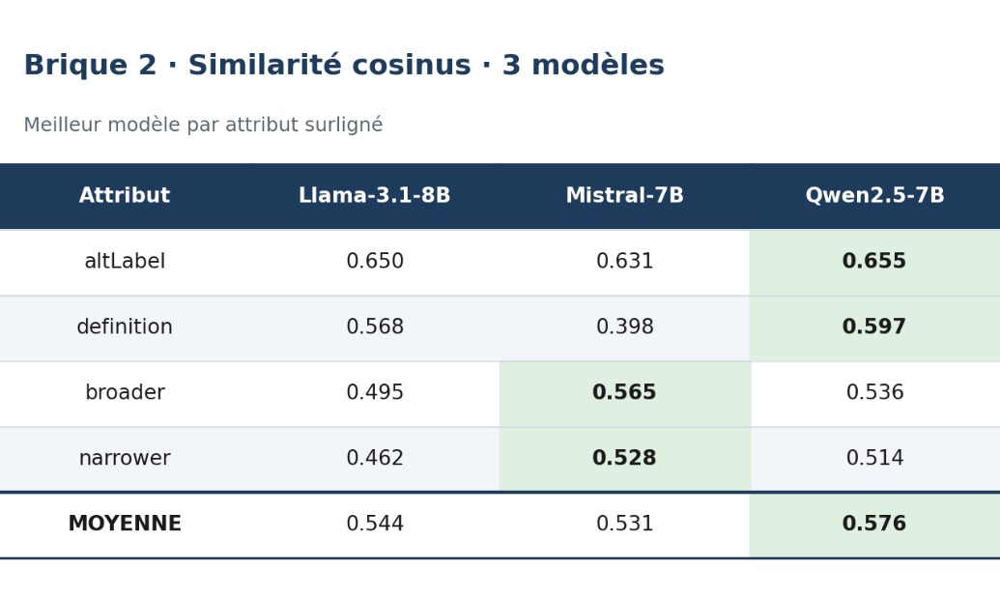 Brique 2 · Similarité cosinus · 3 modèles
Meilleur modèle par attribut surligné
Attribut Llama-3.1-8B Mistral-7B Qwen2.5-7B
altLabel 0.650 0.631 0.655
definition 0.568 0.398 0.597
broader 0.495 0.565 0.536
narrower 0.462 0.528 0.514
MOYENNE 0.544 0.531 0.576